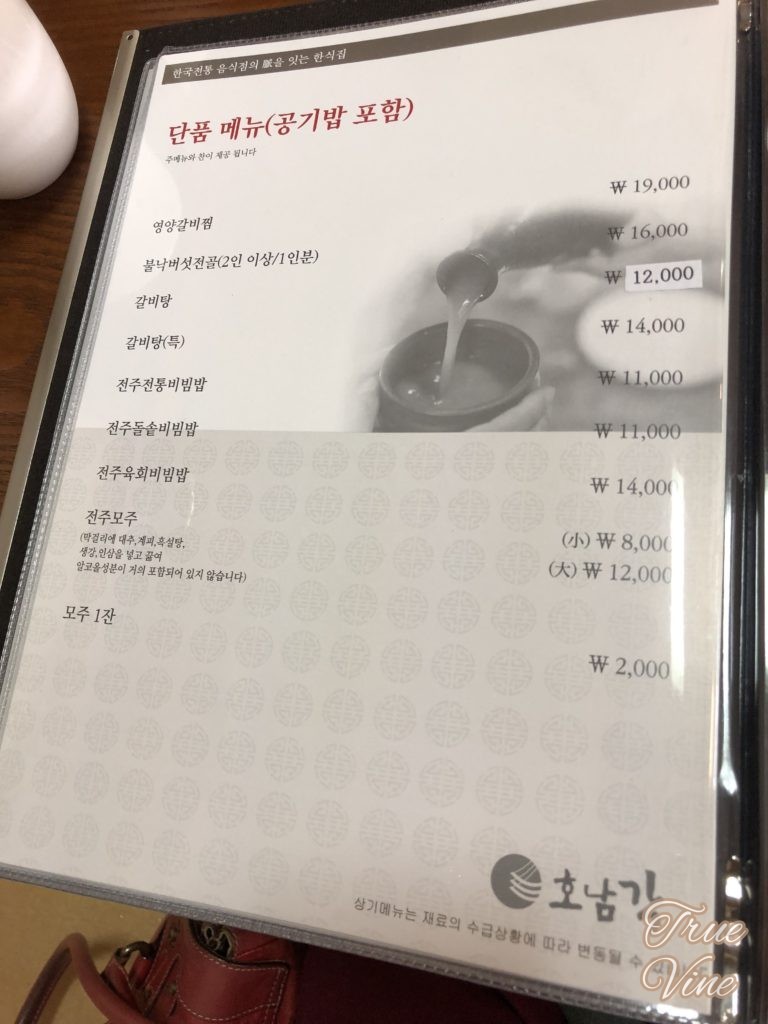 한국전통 음식점의 脈을 잇는 한식집
단품 메뉴(공기밥 포함)
주메뉴와 찬이 제공 됩니다
영양갈비찜 ₩ 19,000
불낙버섯전골(2인 이상/1인분) ₩ 16,000
갈비탕 ₩ 12,000
갈비탕(특) ₩ 14,000
전주전통비빔밥 ₩ 11,000
전주돌솥비빔밥 ₩ 11,000
전주육회비빔밥 ₩ 14,000
전주모주
(막걸리에 대추,계피,흑설탕,
생강,인삼을 넣고 끓여
알코올성분이 거의 포함되어 있지 않습니다)
(小) ₩ 8,000
(大) ₩ 12,000
모주 1잔 ₩ 2,000
호남각
상기메뉴는 재료의 수급상황에 따라 변동될 수
True
Vine